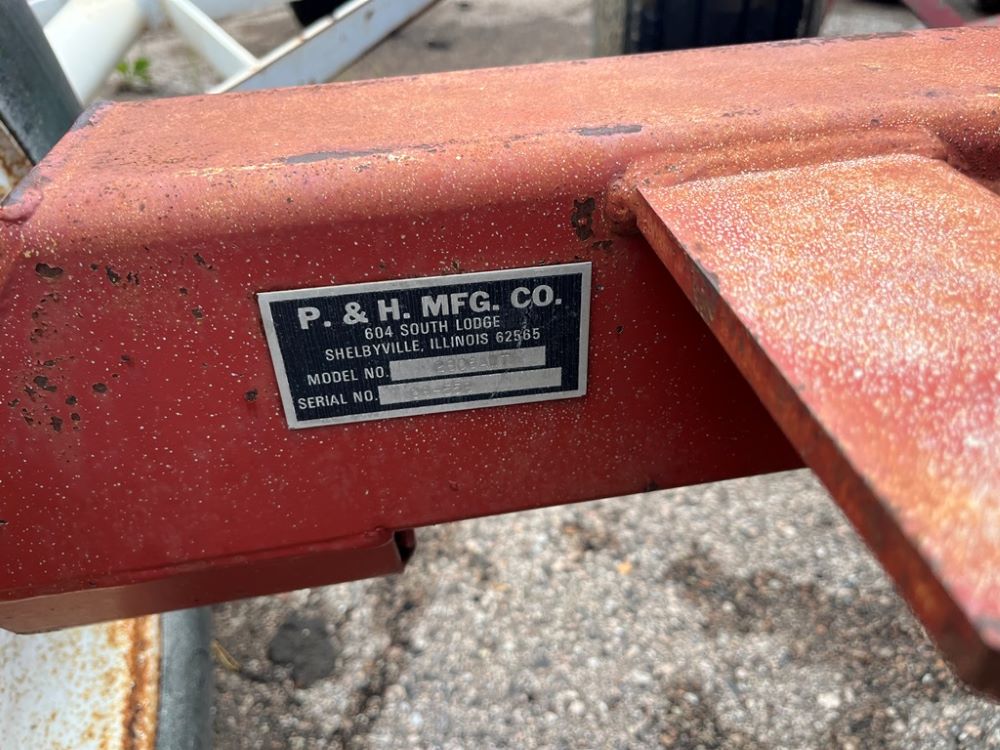 P. & H. MFG. CO.
604 SOUTH LODGE
SHELBYVILLE, ILLINOIS 62565
MODEL NO.
SERIAL NO.